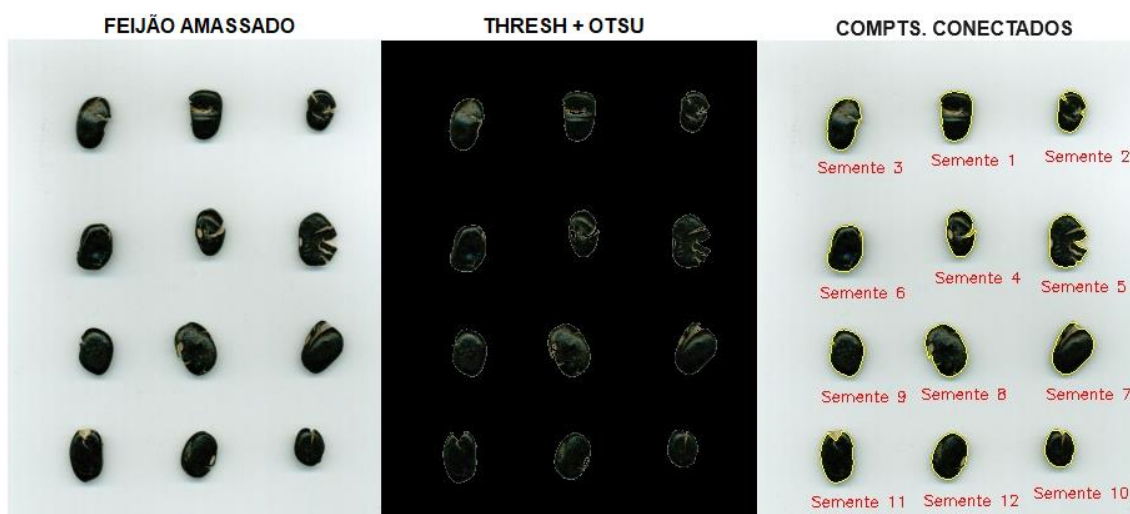 FEIJÃO AMASSADO
THRESH + OTSU
COMPTS. CONECTADOS
Semente 3
Semente 1
Semente 2
Semente 6
Semente 4
Semente 5
Semente 9
Semente 8
Semente 7
Semente 11
Semente 12
Semente 10